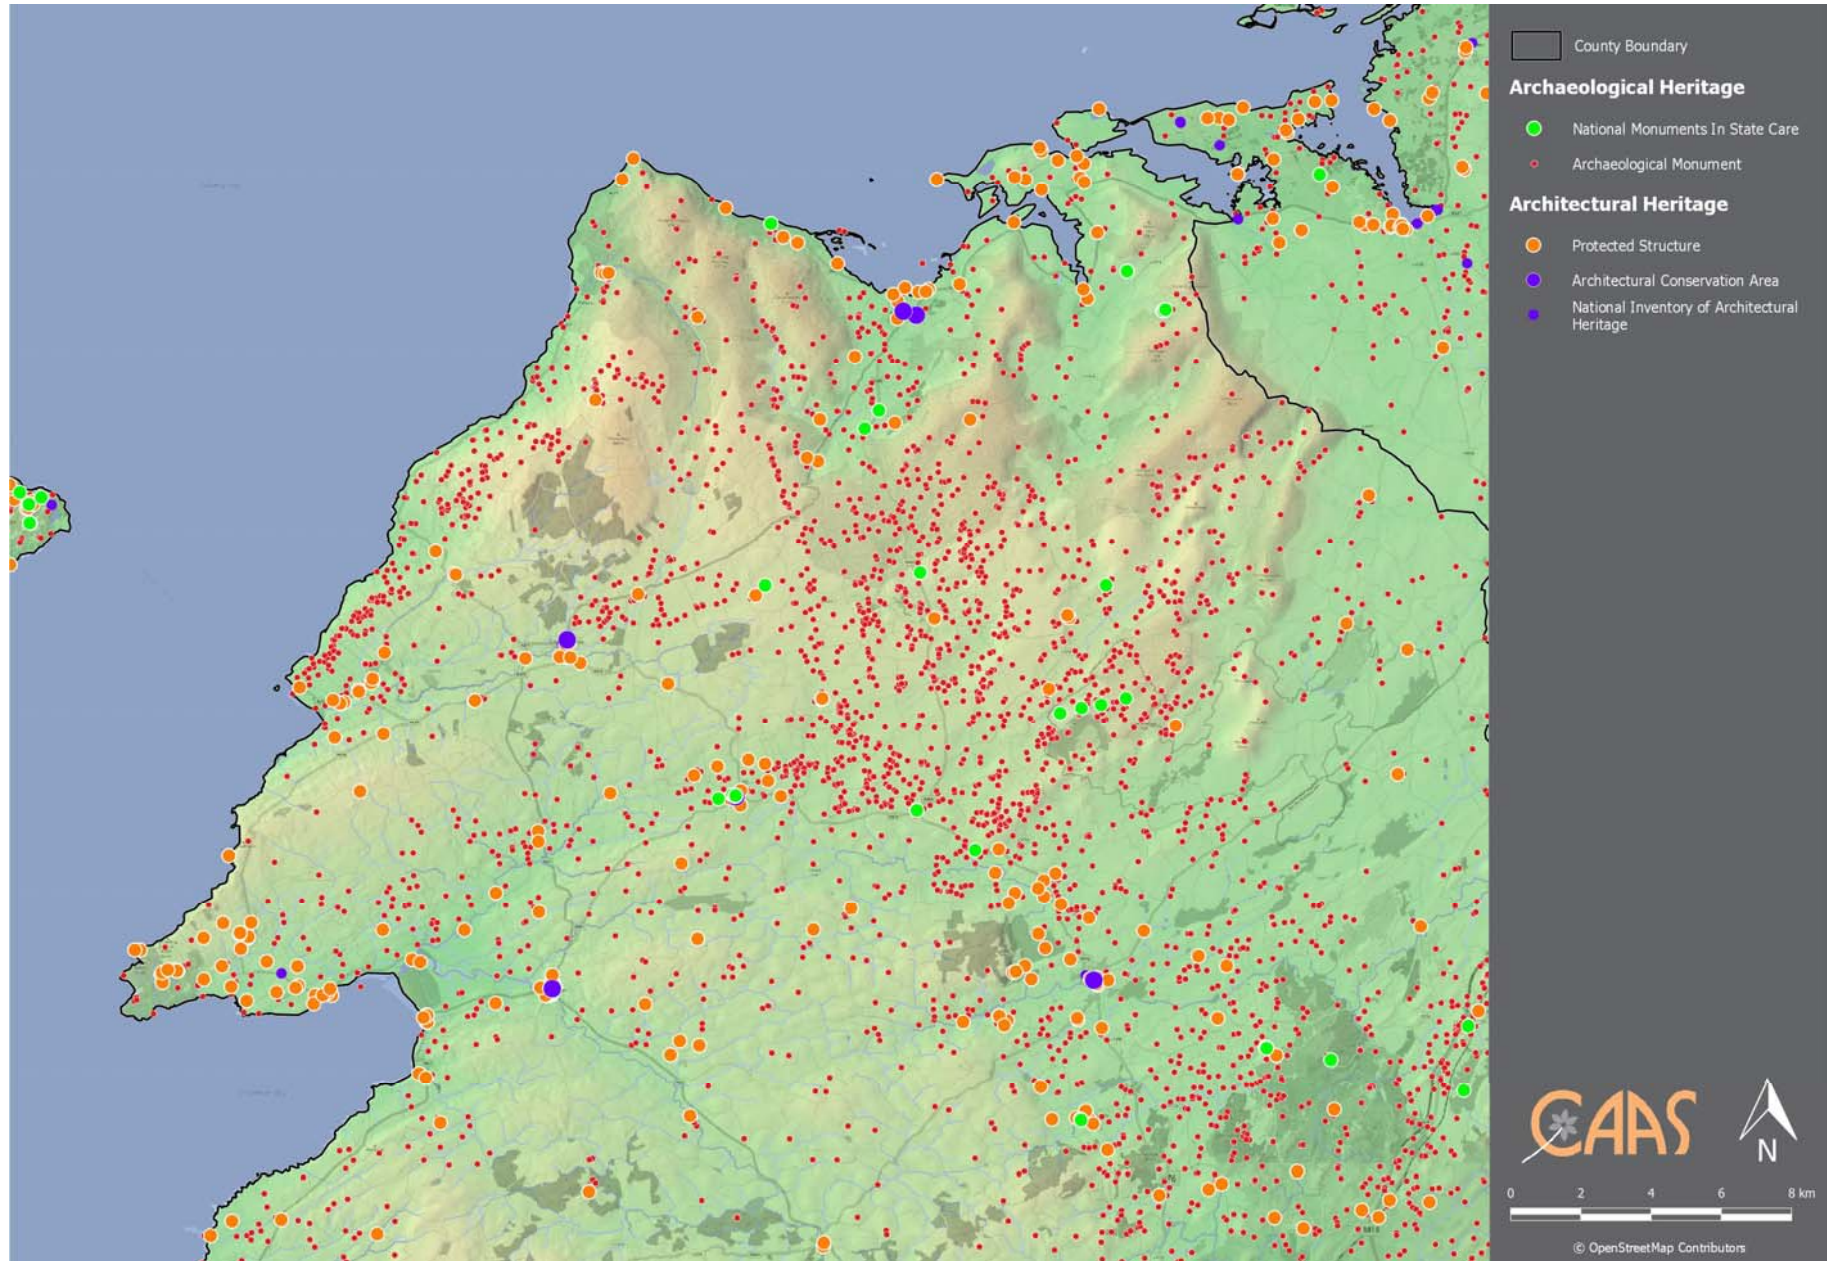 County Boundary
Archaeological Heritage
National Monuments In State Care
Archaeological Monument
Architectural Heritage
Protected Structure
Architectural Conservation Area
National Inventory of Architectural
Heritage
CAAS
N
0 2 4 6 8 km
© OpenStreetMap Contributors